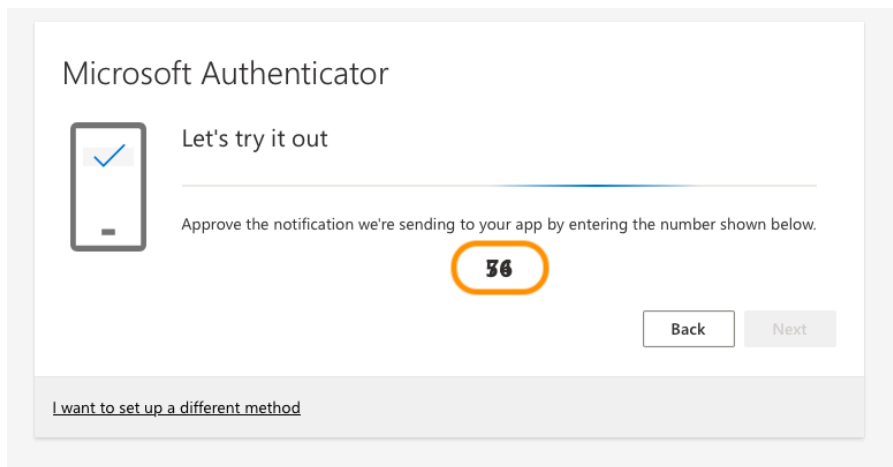 Microsoft Authenticator
Let's try it out
Approve the notification we're sending to your app by entering the number shown below.
Back
Next
I want to set up a different method